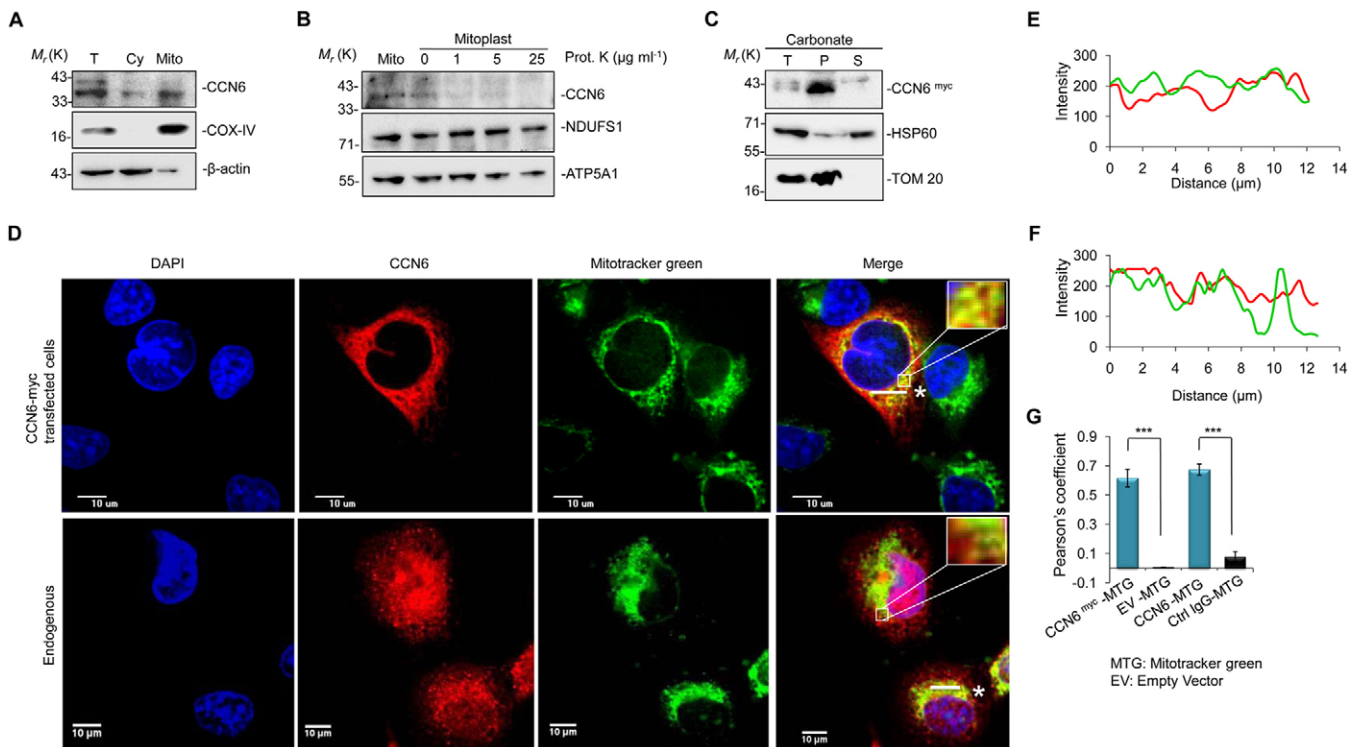 A
Mr (K)
T Cy Mito
43-
33-
-CCN6
16-
-COX-IV
43-
-β-actin
B
Mitoplast
Mr (K)
Mito 0 1 5 25 Prot. K (µg ml-1)
43-
33-
-CCN6
71-
-NDUFS1
55-
-ATP5A1
C
Carbonate
Mr (K)
T P S
43-
-CCN6 myc
71-
55-
-HSP60
16-
-TOM 20
D
DAPI CCN6 Mitotracker green Merge
CCN6-myc
transfected cells
*
10 um 10 um 10 um 10 um
Endogenous
*
10 µm 10 µm 10 µm 10 µm
E
Intensity
300
200
100
0
0 2 4 6 8 10 12 14
Distance (µm)
F
Intensity
300
200
100
0
0 2 4 6 8 10 12 14
Distance (µm)
G
Pearson's coefficient
0.9
0.7
0.5
0.3
0.1
-0.1
*** ***
CCN6 myc -MTG
EV -MTG
CCN6 -MTG
Ctrl IgG-MTG
MTG: Mitotracker green
EV: Empty Vector